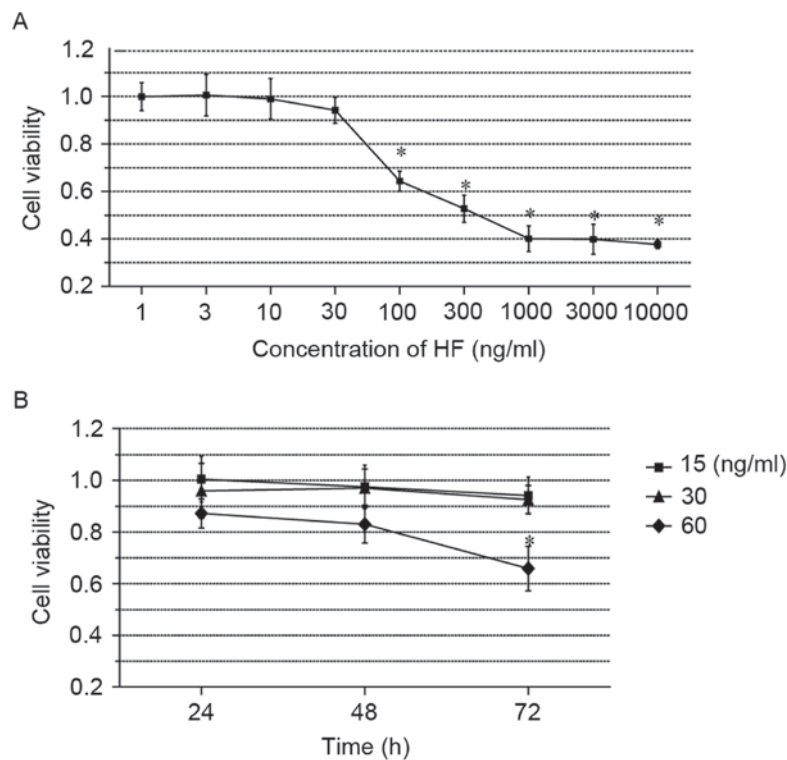 A
1.2
1.0
0.8
0.6
0.4
0.2
Cell viability
*
*
*
*
*
1 3 10 30 100 300 1000 3000 10000
Concentration of HF (ng/ml)
B
1.2
1.0
0.8
0.6
0.4
0.2
Cell viability
*
15 (ng/ml)
30
60
24 48 72
Time (h)